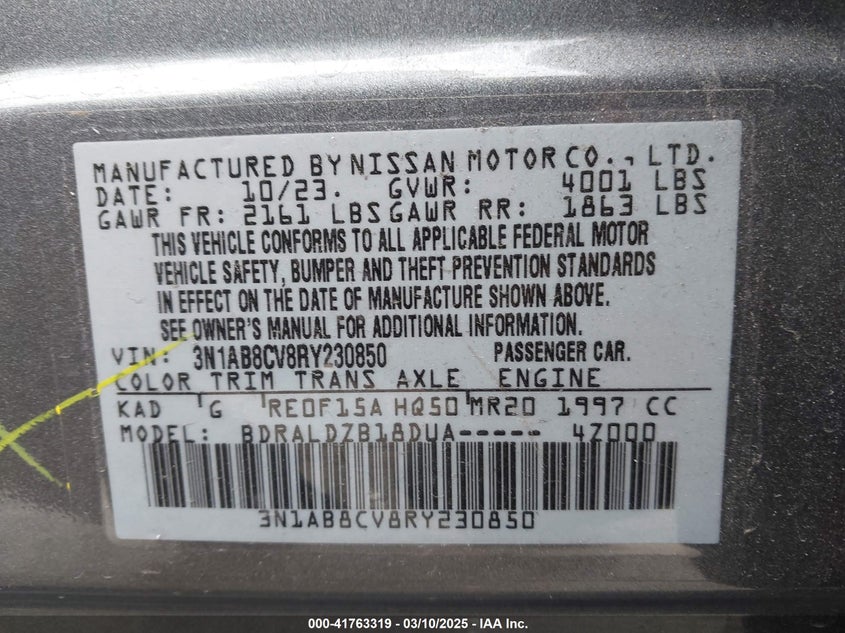 MANUFACTURED BY NISSAN MOTOR CO., LTD.
DATE: 10/23. GVWR: 4001 LBS
GAWR FR: 2161 LBS GAWR RR: 1863 LBS
THIS VEHICLE CONFORMS TO ALL APPLICABLE FEDERAL MOTOR
VEHICLE SAFETY, BUMPER AND THEFT PREVENTION STANDARDS
IN EFFECT ON THE DATE OF MANUFACTURE SHOWN ABOVE.
SEE OWNER'S MANUAL FOR ADDITIONAL INFORMATION.
VIN: 3N1AB8CV8RY230850 PASSENGER CAR.
COLOR TRIM TRANS AXLE ENGINE
KAD G RE0F15A HQ50 MR20 1997 CC
MODEL: BDRALDZB18DUA----- 4Z000
3N1AB8CV8RY230850
000-41763319 / 03/10/2025 - IAA Inc.